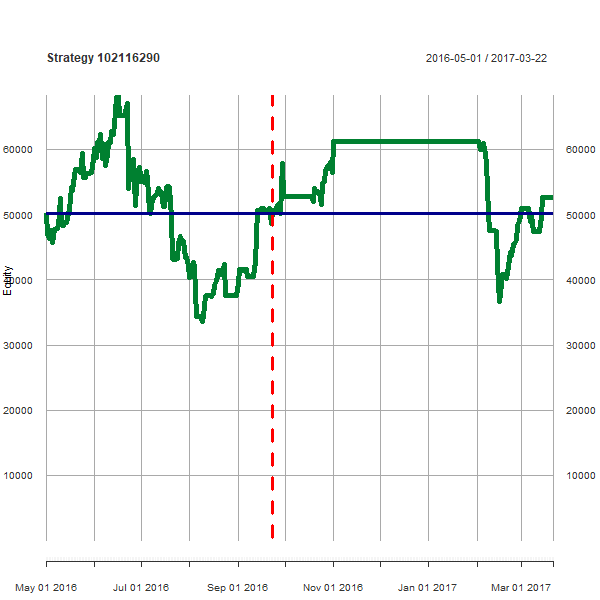 Strategy 102116290 2016-05-01 / 2017-03-22
60000 60000
50000 50000
Equity
40000 40000
30000 30000
20000 20000
10000 10000
May 01 2016 Jul 01 2016 Sep 01 2016 Nov 01 2016 Jan 01 2017 Mar 01 2017